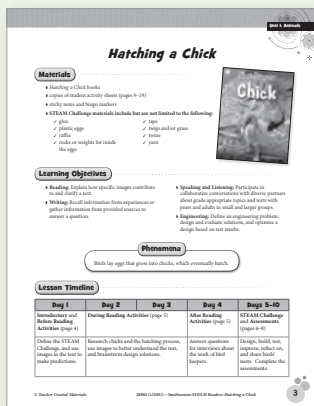 Unit 1: Animals
Hatching a Chick
Materials
Hatching a Chick books
copies of student activity sheets (pages 9–19)
sticky notes and bingo markers
STEAM Challenge materials include but are not limited to the following:
✓ glue
✓ plastic eggs
✓ raffia
✓ rocks or weights for inside
the eggs
✓ tape
✓ twigs and/or grass
✓ twine
✓ yarn
Chick
Learning Objectives
Reading: Explain how specific images contribute
to and clarify a text.
Writing: Recall information from experiences or
gather information from provided sources to
answer a question.
Speaking and Listening: Participate in
collaborative conversations with diverse partners
about grade appropriate topics and texts with
peers and adults in small and larger groups.
Engineering: Define an engineering problem,
design and evaluate solutions, and optimize a
design based on test results.
Phenomena
Birds lay eggs that grow into chicks, which eventually hatch.
Lesson Timeline
Day 1
Day 2
Day 3
Day 4
Days 5–10
Introductory and
Before Reading
Activities (page 4)
During Reading Activities (page 5)
After Reading
Activities (page 5)
STEAM Challenge
and Assessments
(pages 6–8)
Define the STEAM
Challenge, and use
images in the text to
make predictions.
Research chicks and the hatching process,
use images to better understand the text,
and brainstorm design solutions.
Answer questions
for interviews about
the work of bird
keepers.
Design, build, test,
improve, reflect on,
and share birds'
nests. Complete the
assessments.
© Teacher Created Materials
—Smithsonian STEAM Readers: Hatching a Chick
3